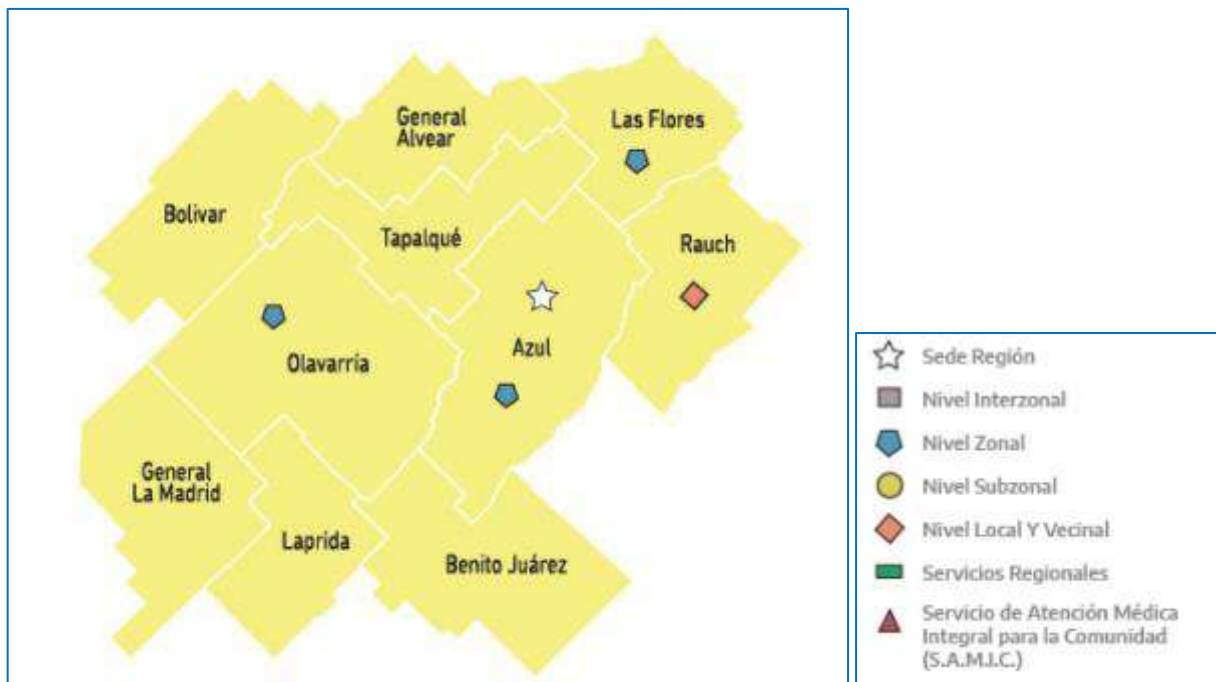 General
Alvear
Las Flores
Bolivar
Tapalqué
Rauch
Azul
Olavarría
General
La Madrid
Laprida
Benito Juárez
Sede Región
Nivel Interzonal
Nivel Zonal
Nivel Subzonal
Nivel Local Y Vecinal
Servicios Regionales
Servicio de Atención Médica
Integral para la Comunidad
(S.A.M.I.C.)